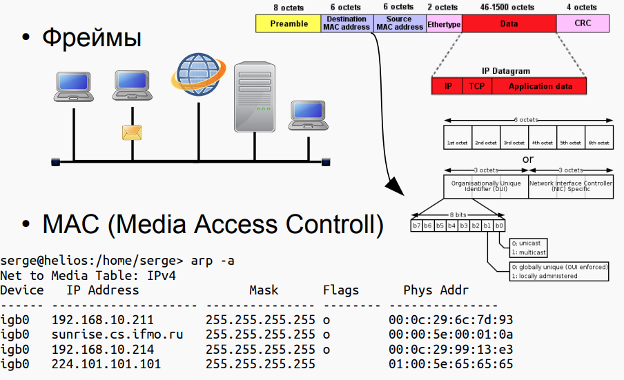 8 octets 6 octets 6 octets 2 octets 46-1500 octets 4 octets
Preamble Destination MAC address Source MAC address Ethertype Data CRC
• Фреймы
IP Datagram
IP TCP Application data
6 octets
1st octet 2nd octet 3rd octet 4th octet 5th octet 6th octet
or
3 octets 3 octets
Organisationally Unique Identifier (OUI) Network Interface Controller (NIC) Specific
• MAC (Media Access Controll)
8 bits
b7 b6 b5 b4 b3 b2 b1 b0
0: unicast
1: multicast
0: globally unique (OUI enforced)
1: locally administered
serge@helios:/home/serge> arp -a
Net to Media Table: IPv4
Device IP Address Mask Flags Phys Addr
------ -------------------- --------------- -------- ---------------
igb0 192.168.10.211 255.255.255.255 o 00:0c:29:6c:7d:93
igb0 sunrise.cs.ifmo.ru 255.255.255.255 o 00:00:5e:00:01:0a
igb0 192.168.10.214 255.255.255.255 o 00:0c:29:99:13:e3
igb0 224.101.101.101 255.255.255.255 01:00:5e:65:65:65